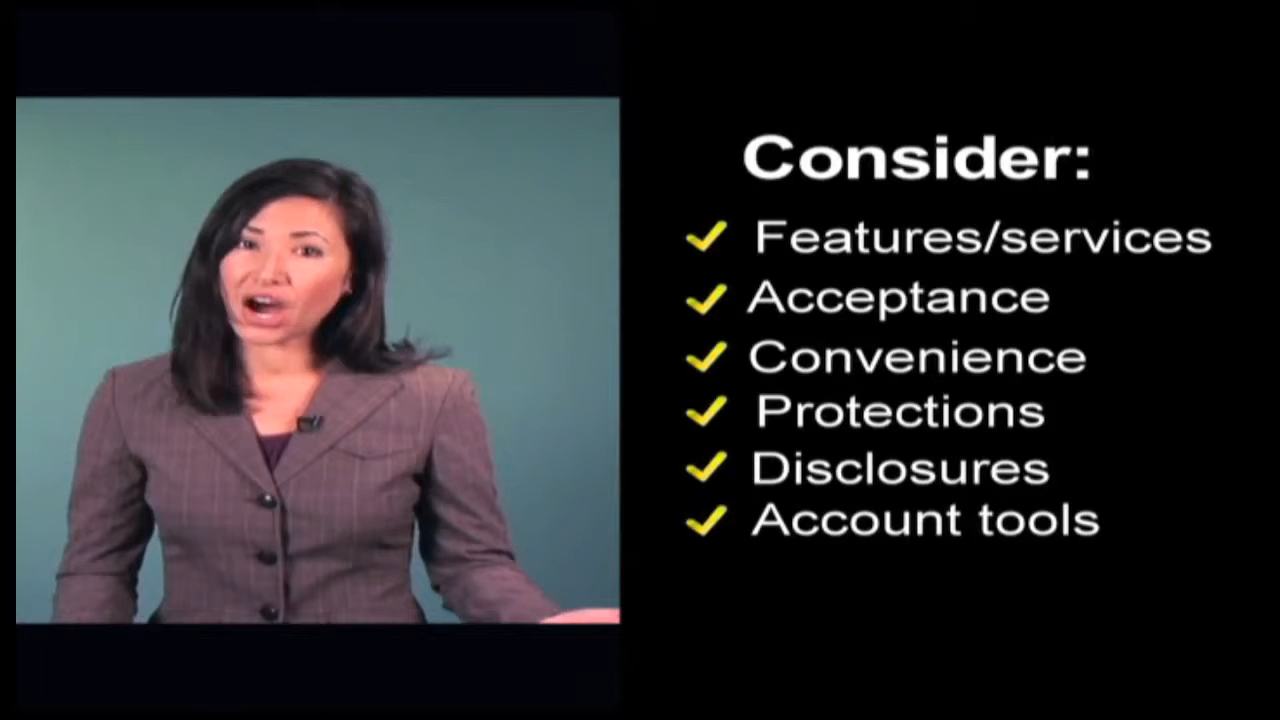 Consider:
Features/services
Acceptance
Convenience
Protections
Disclosures
Account tools